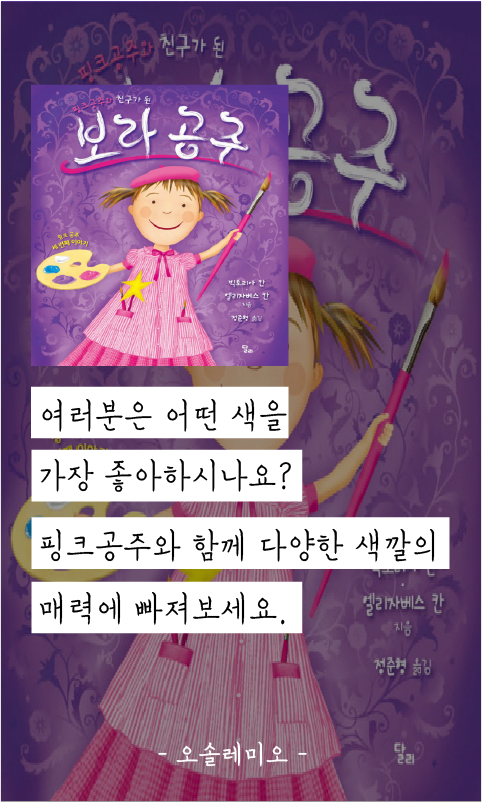 핑크공주와 친구가 된
핑크공주와 친구가 된
보라 공주
공주
핑크 공주
세 번째 이야기
빅토리아 칸
엘리자베스 칸
지음
정준형 옮김
달리
여러분은 어떤 색을
가장 좋아하시나요?
핑크공주와 함께 다양한 색깔의
매력에 빠져보세요.
엘리자베스 칸
지음
정준형 옮김
달리
- 오솔레미오 -